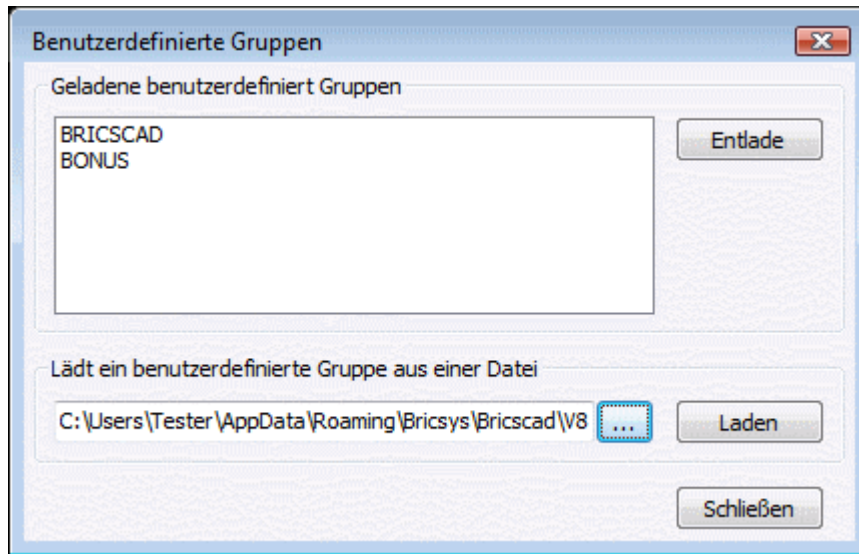 Benutzerdefinierte Gruppen
Geladene benutzerdefiniert Gruppen
BRICSCAD
BONUS
Entlade
Lädt ein benutzerdefinierte Gruppe aus einer Datei
C:\Users\Tester\AppData\Roaming\Bricsys\Bricscad\V8
...
Laden
Schließen